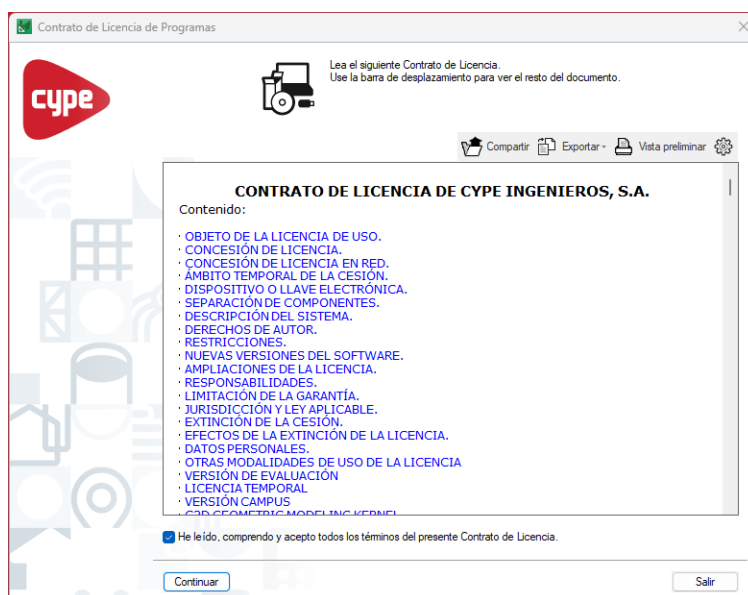 Contrato de Licencia de Programas
cype
Lea el siguiente Contrato de Licencia.
Use la barra de desplazamiento para ver el resto del documento.
Compartir Exportar Vista preliminar
CONTRATO DE LICENCIA DE CYPE INGENIEROS, S.A.
Contenido:
· OBJETO DE LA LICENCIA DE USO.
· CONCESIÓN DE LICENCIA.
· CONCESIÓN DE LICENCIA EN RED.
· ÁMBITO TEMPORAL DE LA CESIÓN.
· DISPOSITIVO O LLAVE ELECTRÓNICA.
· SEPARACIÓN DE COMPONENTES.
· DESCRIPCIÓN DEL SISTEMA.
· DERECHOS DE AUTOR.
· RESTRICCIONES.
· NUEVAS VERSIONES DEL SOFTWARE.
· AMPLIACIONES DE LA LICENCIA.
· RESPONSABILIDADES.
· LIMITACIÓN DE LA GARANTÍA.
· JURISDICCIÓN Y LEY APLICABLE.
· EXTINCIÓN DE LA CESIÓN.
· EFECTOS DE LA EXTINCIÓN DE LA LICENCIA.
· DATOS PERSONALES.
· OTRAS MODALIDADES DE USO DE LA LICENCIA
· VERSIÓN DE EVALUACIÓN
· LICENCIA TEMPORAL
· VERSIÓN CAMPUS
· C3D GEOMETRIC MODELING KERNEL
He leído, comprendo y acepto todos los términos del presente Contrato de Licencia.
Continuar Salir